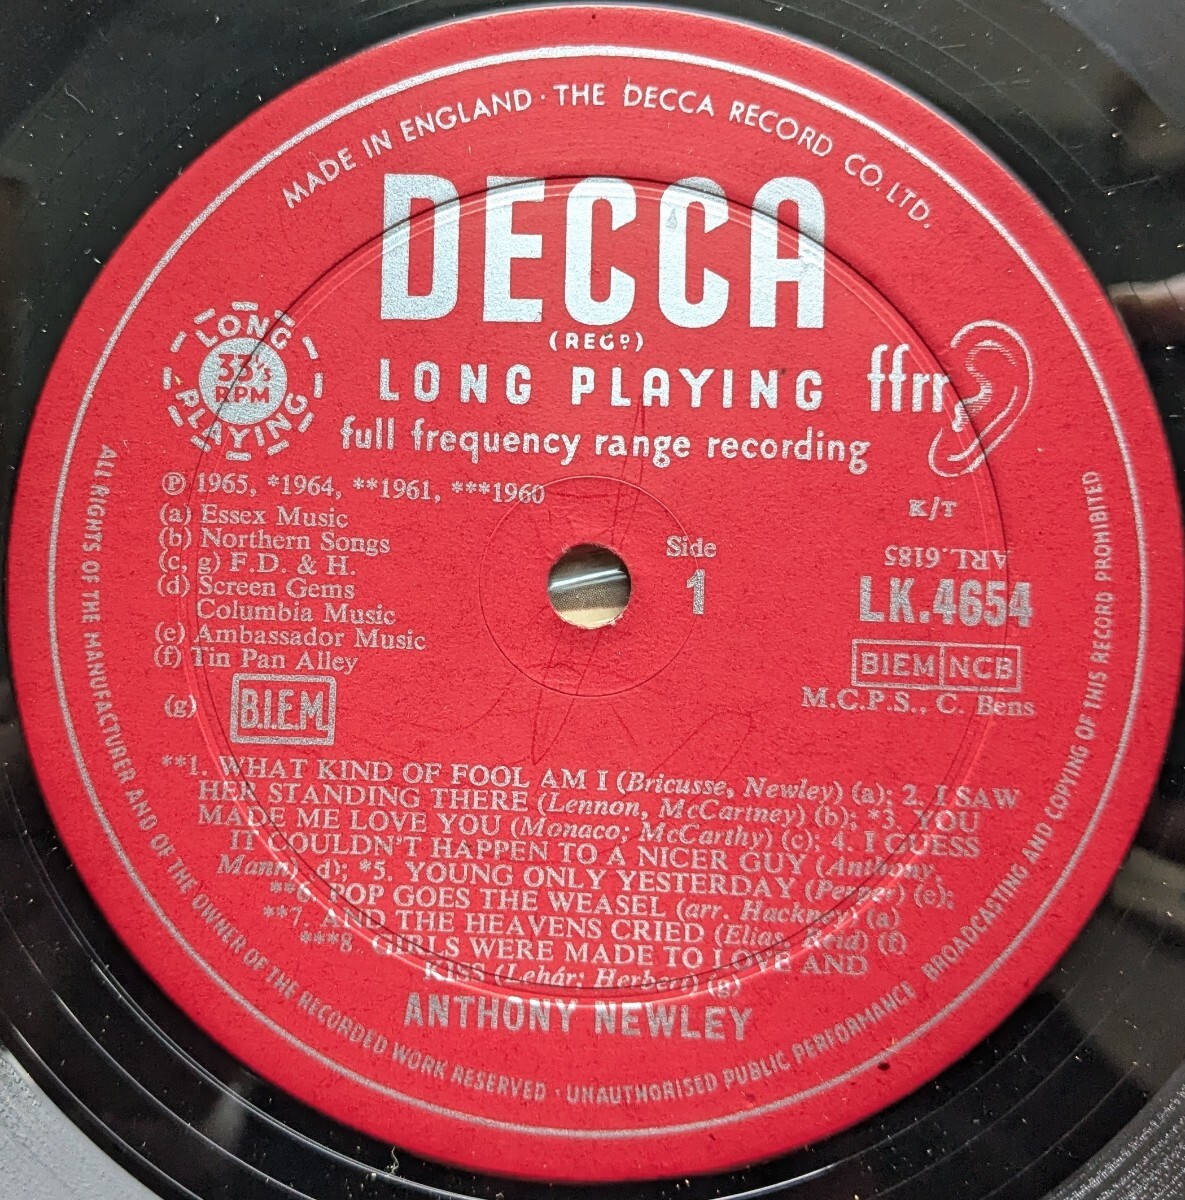 MADE IN ENGLAND · THE DECCA RECORD CO. LTD.
DECCA
(REGD)
LONG 33⅓ RPM PLAYING
LONG PLAYING
ffrr
full frequency range recording
℗ 1965, *1964, **1961, ***1960
(a) Essex Music
(b) Northern Songs
(c, g) F.D. & H.
(d) Screen Gems
Columbia Music
(e) Ambassador Music
(f) Tin Pan Alley
(g) B.I.E.M.
Side
1
K/T
ARL.6185
LK.4654
BIEM NCB
M.C.P.S., C. Bens
**1. WHAT KIND OF FOOL AM I (Bricusse, Newley) (a); 2. I SAW
HER STANDING THERE (Lennon, McCartney) (b); *3. YOU
MADE ME LOVE YOU (Monaco; McCarthy) (c); 4. I GUESS
IT COULDN'T HAPPEN TO A NICER GUY (Anthony,
Mann) d); *5. YOUNG ONLY YESTERDAY (Pepper) (e);
**6. POP GOES THE WEASEL (arr. Hackney) (a)
**7. AND THE HEAVENS CRIED (Elias, Reid) (f)
***8. GIRLS WERE MADE TO LOVE AND
KISS (Lehár; Herbert) (g)
ANTHONY NEWLEY
ALL RIGHTS OF THE MANUFACTURER AND OF THE OWNER OF THE RECORDED WORK RESERVED · UNAUTHORISED PUBLIC PERFORMANCE BROADCASTING AND COPYING OF THIS RECORD PROHIBITED